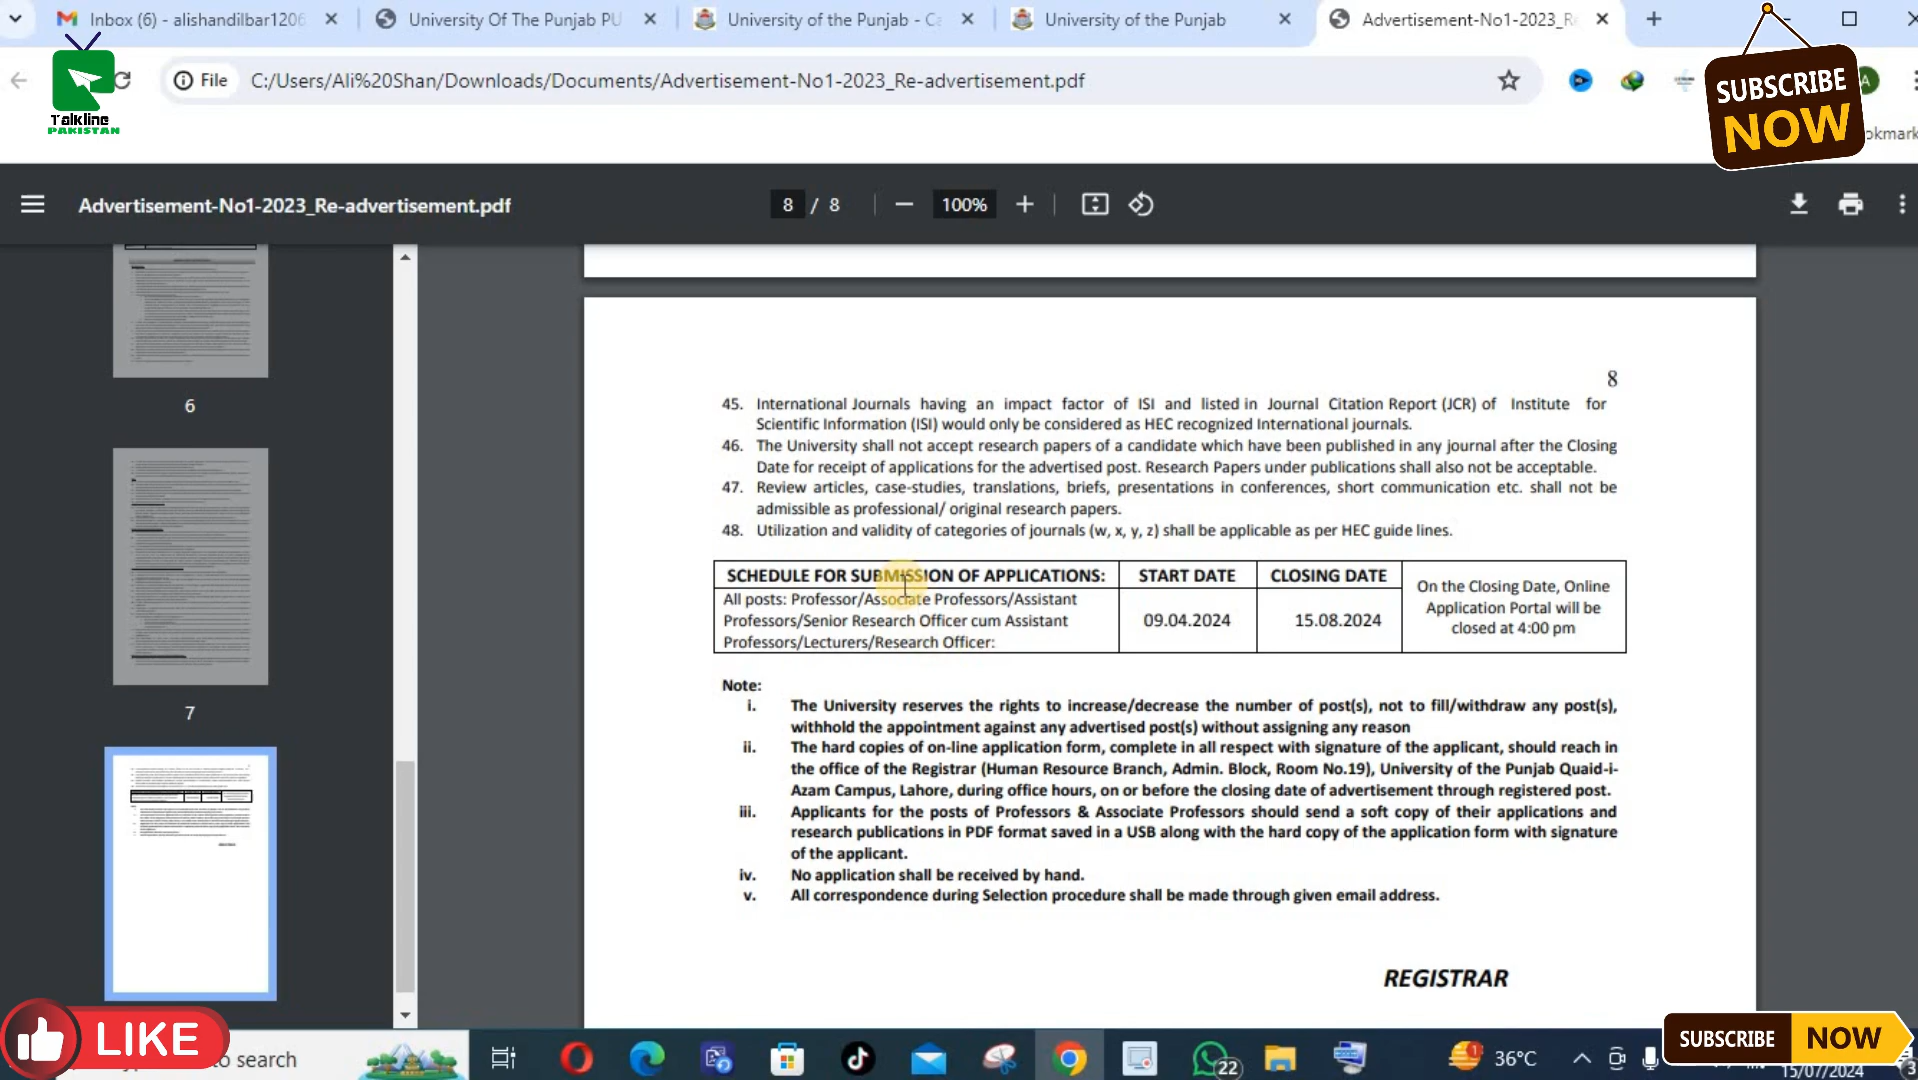 Inbox (6) - alishandilbar1206
University Of The Punjab PU
University of the Punjab - Ca
University of the Punjab
Advertisement-No1-2023_Re
File
C:/Users/Ali%20Shan/Downloads/Documents/Advertisement-No1-2023_Re-advertisement.pdf
A
SUBSCRIBE
NOW
Talkline
PAKISTAN
okmark
Advertisement-No1-2023_Re-advertisement.pdf
8 / 8
100%
6
7
8
45. International Journals having an impact factor of ISI and listed in Journal Citation Report (JCR) of Institute for
Scientific Information (ISI) would only be considered as HEC recognized International journals.
46. The University shall not accept research papers of a candidate which have been published in any journal after the Closing
Date for receipt of applications for the advertised post. Research Papers under publications shall also not be acceptable.
47. Review articles, case-studies, translations, briefs, presentations in conferences, short communication etc. shall not be
admissible as professional/ original research papers.
48. Utilization and validity of categories of journals (w, x, y, z) shall be applicable as per HEC guide lines.
SCHEDULE FOR SUBMISSION OF APPLICATIONS: START DATE CLOSING DATE
All posts: Professor/Associate Professors/Assistant
Professors/Senior Research Officer cum Assistant
Professors/Lecturers/Research Officer:
09.04.2024
15.08.2024
On the Closing Date, Online
Application Portal will be
closed at 4:00 pm
Note:
i. The University reserves the rights to increase/decrease the number of post(s), not to fill/withdraw any post(s),
withhold the appointment against any advertised post(s) without assigning any reason
ii. The hard copies of on-line application form, complete in all respect with signature of the applicant, should reach in
the office of the Registrar (Human Resource Branch, Admin. Block, Room No.19), University of the Punjab Quaid-i-
Azam Campus, Lahore, during office hours, on or before the closing date of advertisement through registered post.
iii. Applicants for the posts of Professors & Associate Professors should send a soft copy of their applications and
research publications in PDF format saved in a USB along with the hard copy of the application form with signature
of the applicant.
iv. No application shall be received by hand.
v. All correspondence during Selection procedure shall be made through given email address.
REGISTRAR
LIKE
to search
22
1
36°C
SUBSCRIBE NOW
15/07/2024
3